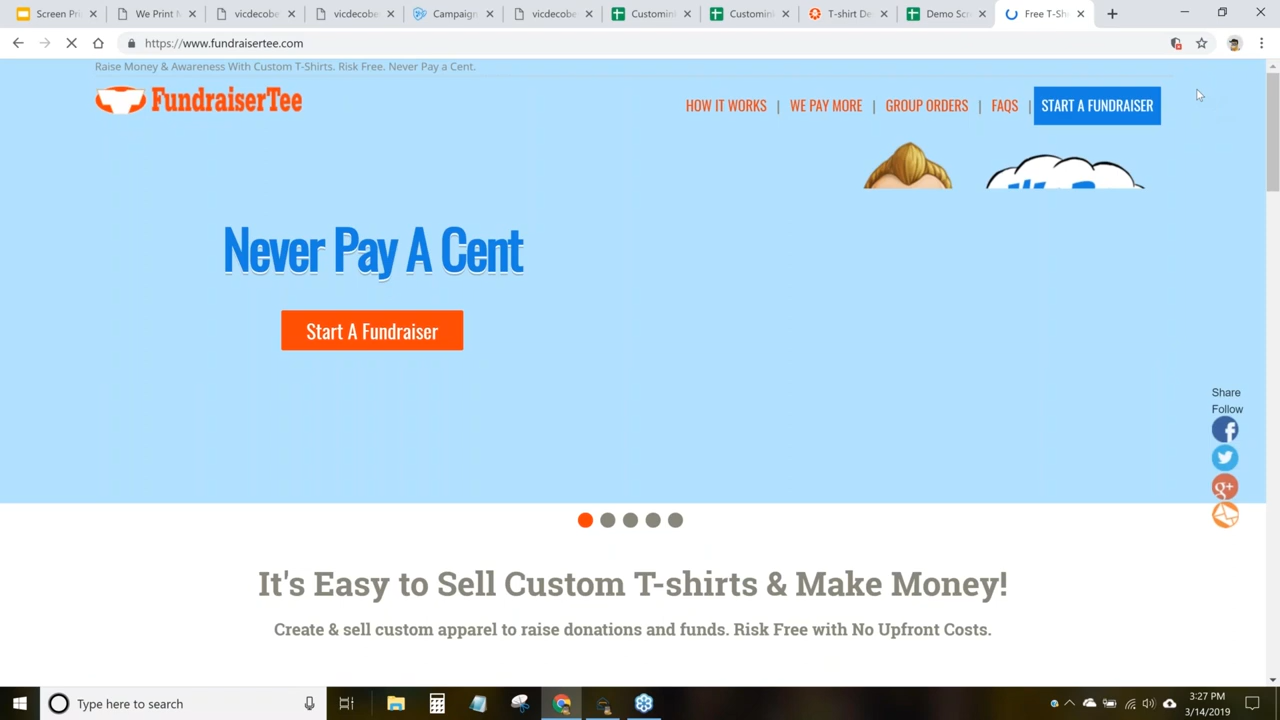 Screen Pri
We Print M
vicdecobe
vicdecobe
Campaign
vicdecobe
Customink
Customink
T-shirt De
Demo Scr
Free T-Sh
https://www.fundraisertee.com
Raise Money & Awareness With Custom T-Shirts. Risk Free. Never Pay a Cent.
FundraiserTee
HOW IT WORKS | WE PAY MORE | GROUP ORDERS | FAQS | START A FUNDRAISER
Never Pay A Cent
Start A Fundraiser
Share
Follow
It's Easy to Sell Custom T-shirts & Make Money!
Create & sell custom apparel to raise donations and funds. Risk Free with No Upfront Costs.
Type here to search
3:27 PM
3/14/2019